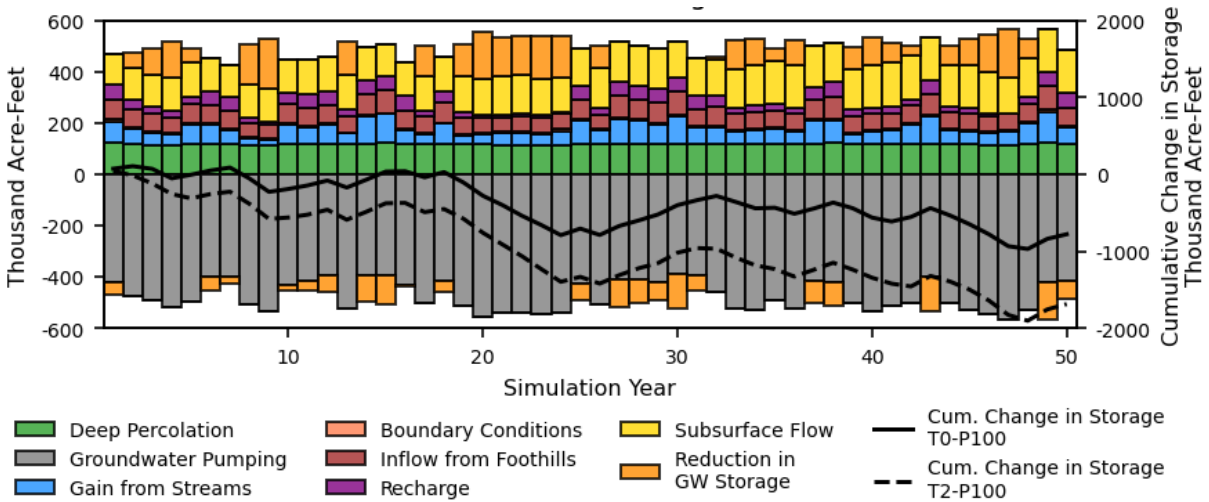 600
400
200
0
-200
-400
-600
Thousand Acre-Feet
2000
1000
0
-1000
-2000
Cumulative Change in Storage
Thousand Acre-Feet
10
20
30
40
50
Simulation Year
Deep Percolation
Groundwater Pumping
Gain from Streams
Boundary Conditions
Inflow from Foothills
Recharge
Subsurface Flow
Reduction in
GW Storage
Cum. Change in Storage
T0-P100
Cum. Change in Storage
T2-P100